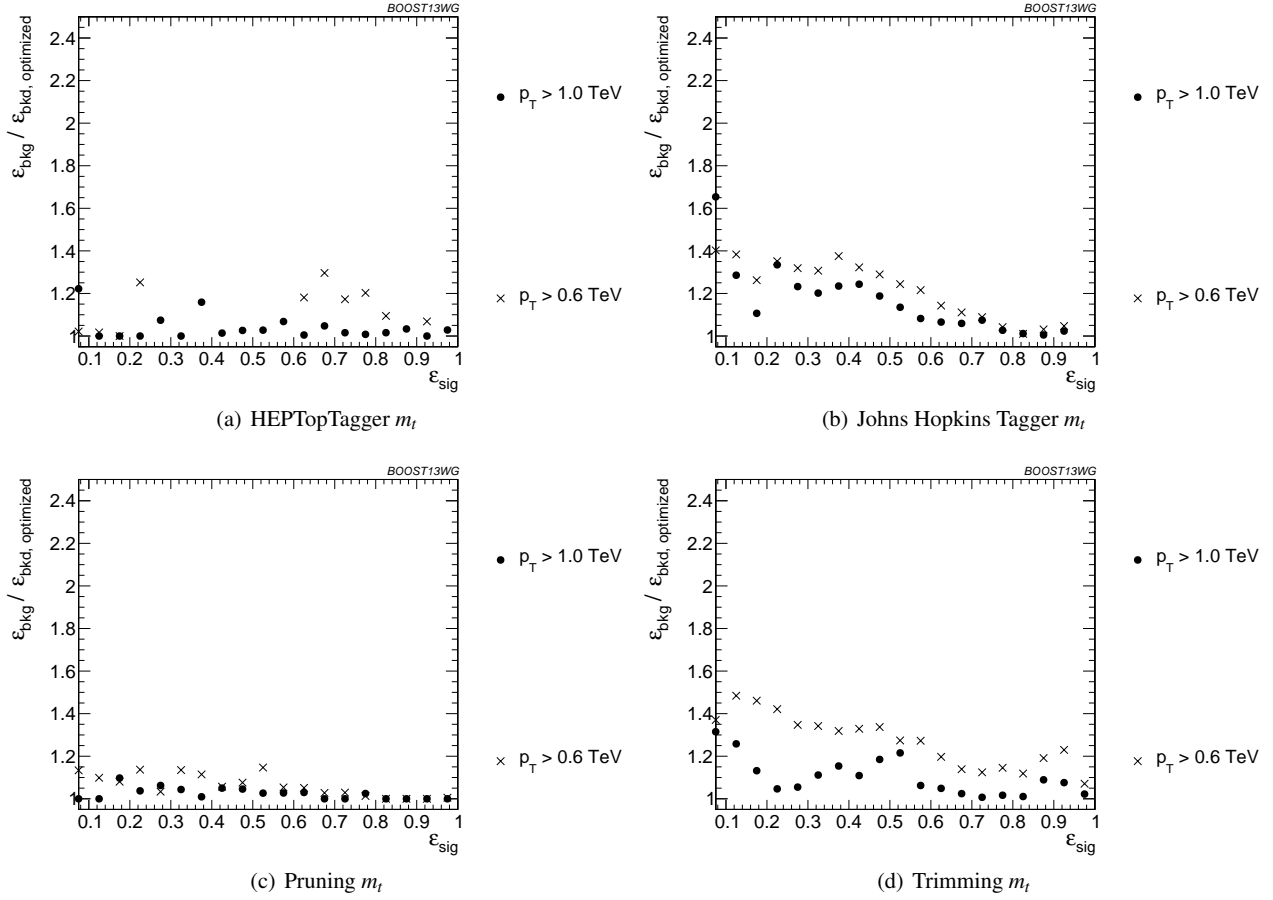 BOOST13WG
ε_bkg / ε_bkd, optimized
2.4
2.2
2
1.8
1.6
1.4
1.2
1
0.1 0.2 0.3 0.4 0.5 0.6 0.7 0.8 0.9 1
ε_sig
p_T > 1.0 TeV
p_T > 0.6 TeV
(a) HEPTopTagger m_t
BOOST13WG
ε_bkg / ε_bkd, optimized
2.4
2.2
2
1.8
1.6
1.4
1.2
1
0.1 0.2 0.3 0.4 0.5 0.6 0.7 0.8 0.9 1
ε_sig
p_T > 1.0 TeV
p_T > 0.6 TeV
(b) Johns Hopkins Tagger m_t
BOOST13WG
ε_bkg / ε_bkd, optimized
2.4
2.2
2
1.8
1.6
1.4
1.2
1
0.1 0.2 0.3 0.4 0.5 0.6 0.7 0.8 0.9 1
ε_sig
p_T > 1.0 TeV
p_T > 0.6 TeV
(c) Pruning m_t
BOOST13WG
ε_bkg / ε_bkd, optimized
2.4
2.2
2
1.8
1.6
1.4
1.2
1
0.1 0.2 0.3 0.4 0.5 0.6 0.7 0.8 0.9 1
ε_sig
p_T > 1.0 TeV
p_T > 0.6 TeV
(d) Trimming m_t